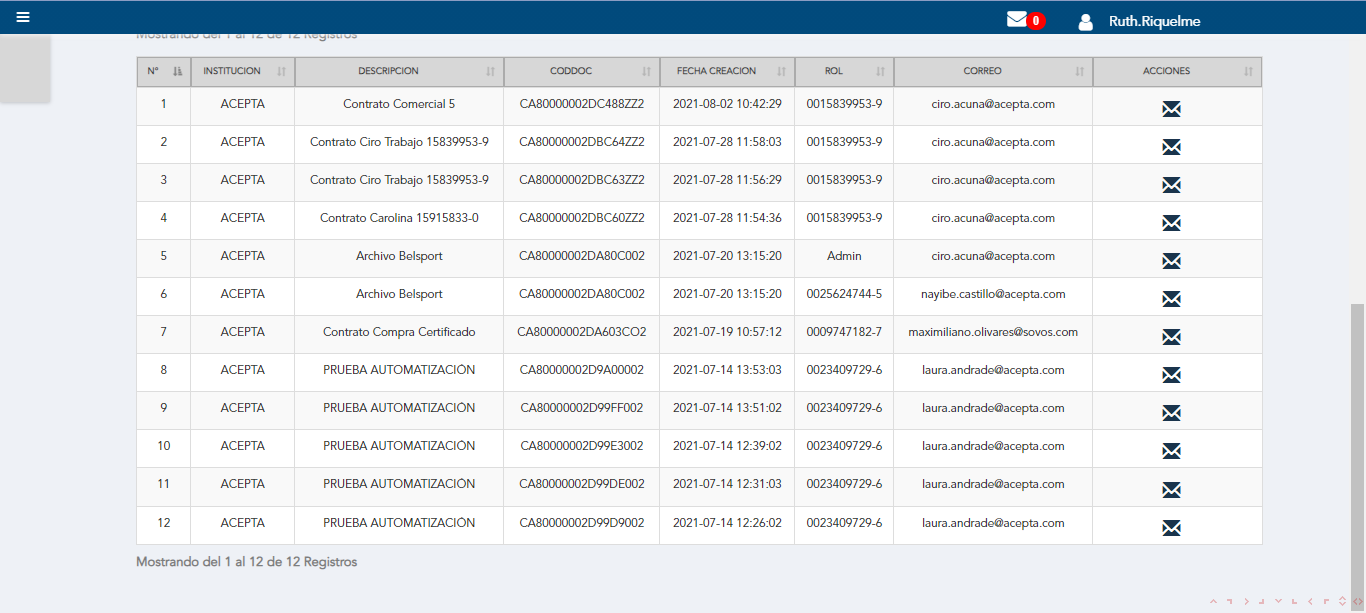 0
Ruth.Riquelme
Mostrando del 1 al 12 de 12 Registros
N° INSTITUCION DESCRIPCION CODDOC FECHA CREACION ROL CORREO ACCIONES
1 ACEPTA Contrato Comercial 5 CA80000002DC488ZZ2 2021-08-02 10:42:29 0015839953-9 ciro.acuna@acepta.com
2 ACEPTA Contrato Ciro Trabajo 15839953-9 CA80000002DBC64ZZ2 2021-07-28 11:58:03 0015839953-9 ciro.acuna@acepta.com
3 ACEPTA Contrato Ciro Trabajo 15839953-9 CA80000002DBC63ZZ2 2021-07-28 11:56:29 0015839953-9 ciro.acuna@acepta.com
4 ACEPTA Contrato Carolina 15915833-0 CA80000002DBC60ZZ2 2021-07-28 11:54:36 0015839953-9 ciro.acuna@acepta.com
5 ACEPTA Archivo Belsport CA80000002DA80C002 2021-07-20 13:15:20 Admin ciro.acuna@acepta.com
6 ACEPTA Archivo Belsport CA80000002DA80C002 2021-07-20 13:15:20 0025624744-5 nayibe.castillo@acepta.com
7 ACEPTA Contrato Compra Certificado CA80000002DA603CO2 2021-07-19 10:57:12 0009747182-7 maximiliano.olivares@sovos.com
8 ACEPTA PRUEBA AUTOMATIZACIÓN CA80000002D9A00002 2021-07-14 13:53:03 0023409729-6 laura.andrade@acepta.com
9 ACEPTA PRUEBA AUTOMATIZACIÓN CA80000002D99FF002 2021-07-14 13:51:02 0023409729-6 laura.andrade@acepta.com
10 ACEPTA PRUEBA AUTOMATIZACIÓN CA80000002D99E3002 2021-07-14 12:39:02 0023409729-6 laura.andrade@acepta.com
11 ACEPTA PRUEBA AUTOMATIZACIÓN CA80000002D99DE002 2021-07-14 12:31:03 0023409729-6 laura.andrade@acepta.com
12 ACEPTA PRUEBA AUTOMATIZACIÓN CA80000002D99D9002 2021-07-14 12:26:02 0023409729-6 laura.andrade@acepta.com
Mostrando del 1 al 12 de 12 Registros